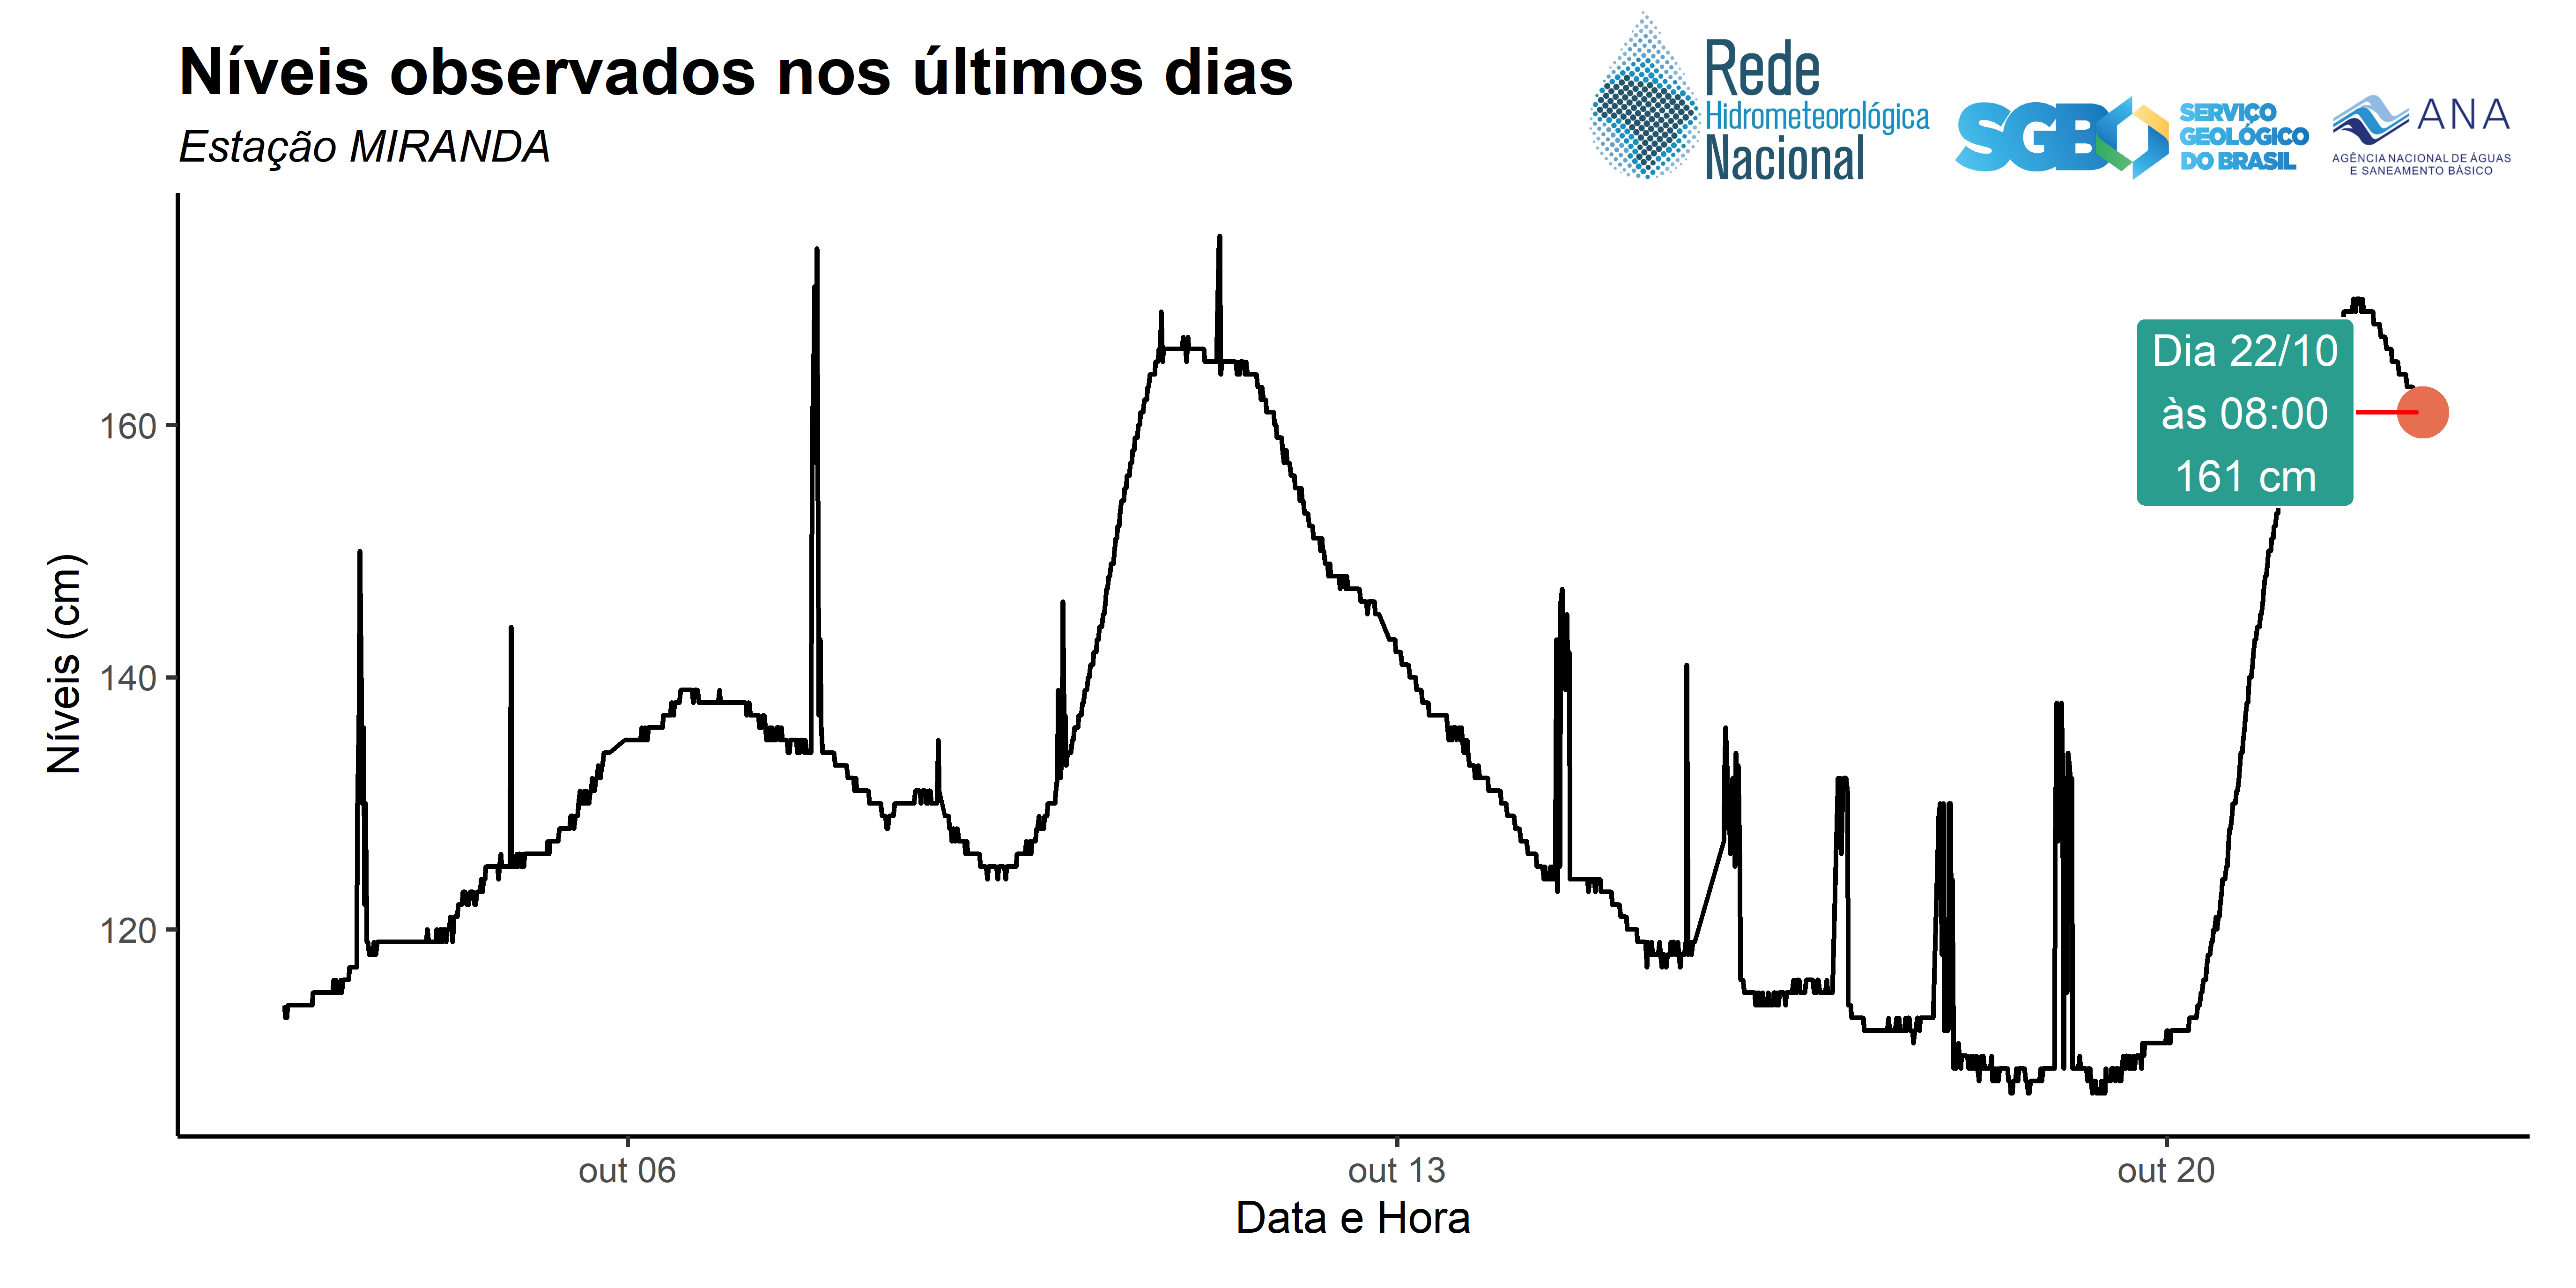 Níveis observados nos últimos dias
Estação MIRANDA
Rede
Hidrometeorológica
Nacional
SGB
SERVIÇO
GEOLÓGICO
DO BRASIL
ANA
AGÊNCIA NACIONAL DE ÁGUAS
E SANEAMENTO BÁSICO
Níveis (cm)
160
140
120
Dia 22/10
às 08:00
161 cm
out 06
out 13
out 20
Data e Hora